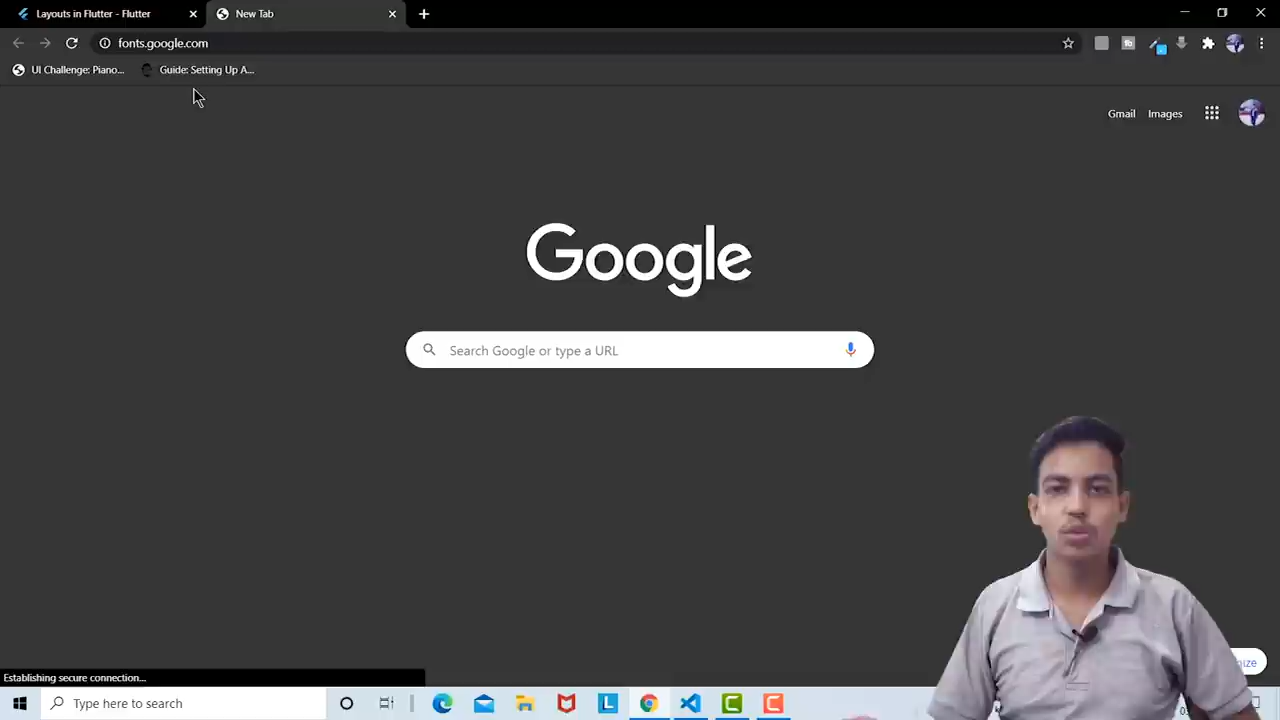 Layouts in Flutter - Flutter
New Tab
fonts.google.com
UI Challenge: Piano...
Guide: Setting Up A...
Gmail
Images
Google
Search Google or type a URL
Establishing secure connection...
Type here to search